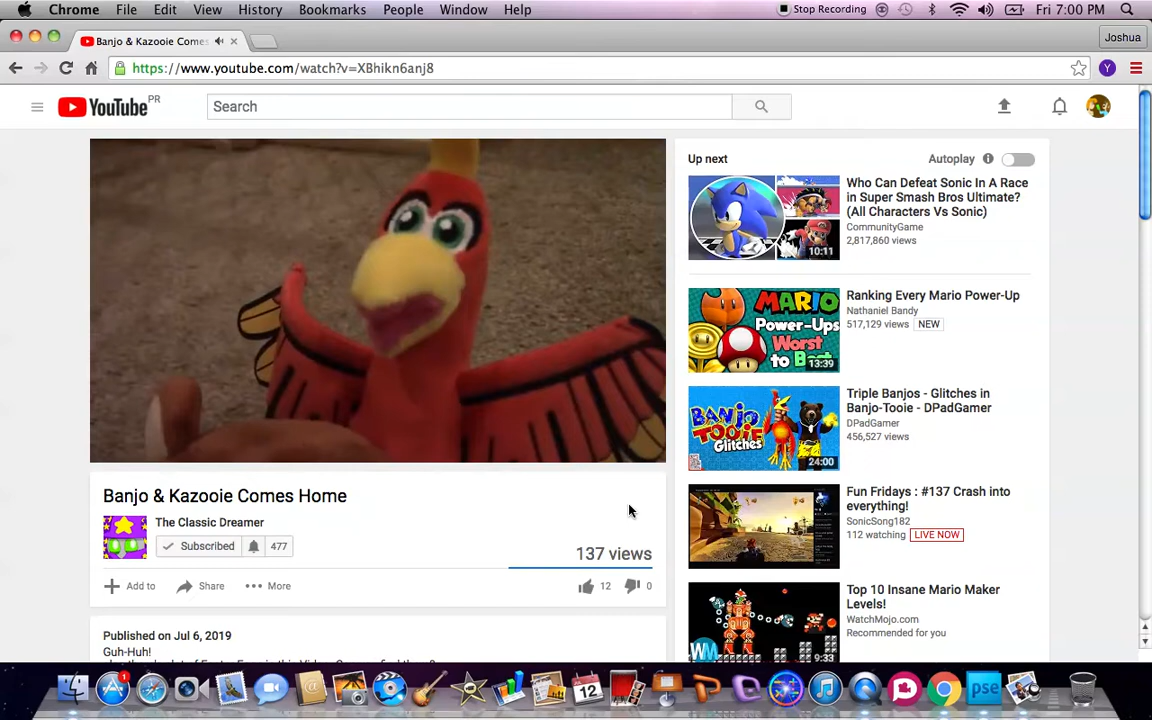 Chrome File Edit View History Bookmarks People Window Help Stop Recording Fri 7:00 PM
Banjo & Kazooie Comes
Joshua
https://www.youtube.com/watch?v=XBhikn6anj8
YouTube PR
Search
Up next
Autoplay
Who Can Defeat Sonic In A Race
in Super Smash Bros Ultimate?
(All Characters Vs Sonic)
CommunityGame
2,817,860 views
10:11
MARIO
Power-Ups
Worst
to Best
13:39
Ranking Every Mario Power-Up
Nathaniel Bandy
517,129 views NEW
BANJO
TOOIE
Glitches
24:00
Triple Banjos - Glitches in
Banjo-Tooie - DPadGamer
DPadGamer
456,527 views
Fun Fridays : #137 Crash into
everything!
SonicSong182
112 watching LIVE NOW
WM
9:33
Top 10 Insane Mario Maker
Levels!
WatchMojo.com
Recommended for you
Banjo & Kazooie Comes Home
The Classic Dreamer
Subscribed 477
137 views
Add to Share More 12 0
Published on Jul 6, 2019
Guh-Huh!
1
JUL
12
pse